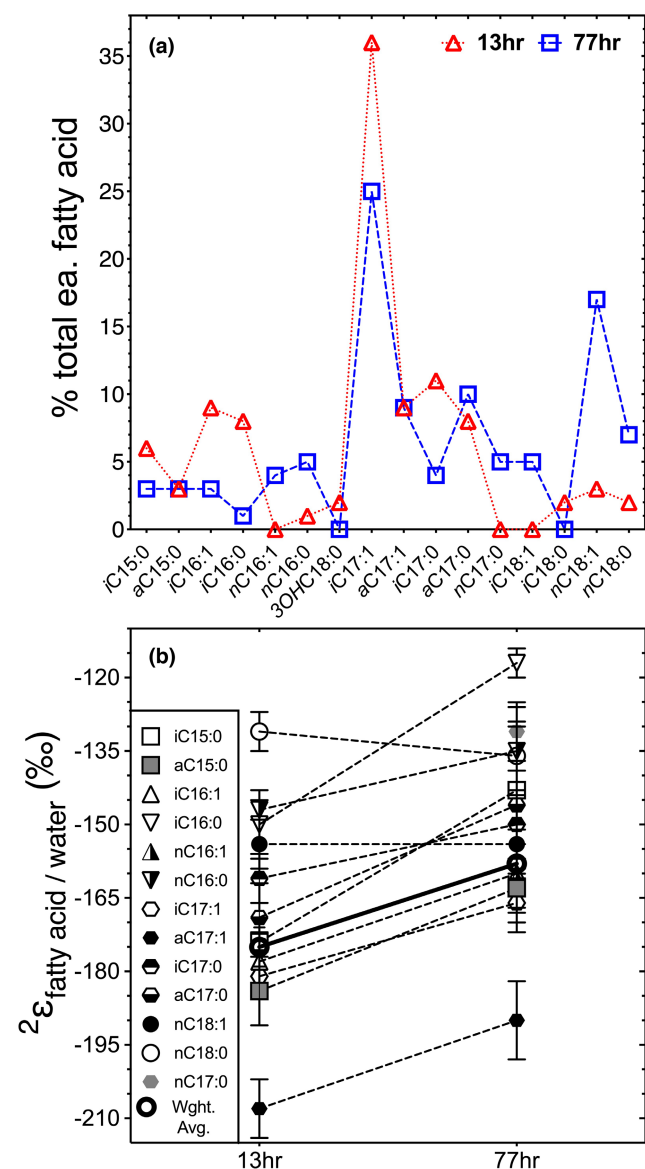 (a)
13hr
77hr
% total ea. fatty acid
35
30
25
20
15
10
5
0
iC15:0
aC15:0
iC16:1
iC16:0
nC16:1
nC16:0
3OHC18:0
iC17:1
aC17:1
iC17:0
aC17:0
nC17:0
iC18:1
iC18:0
nC18:1
nC18:0
(b)
²εfatty acid / water (‰)
-120
-135
-150
-165
-180
-195
-210
iC15:0
aC15:0
iC16:1
iC16:0
nC16:1
nC16:0
iC17:1
aC17:1
iC17:0
aC17:0
nC18:1
nC18:0
nC17:0
Wght.
Avg.
13hr
77hr